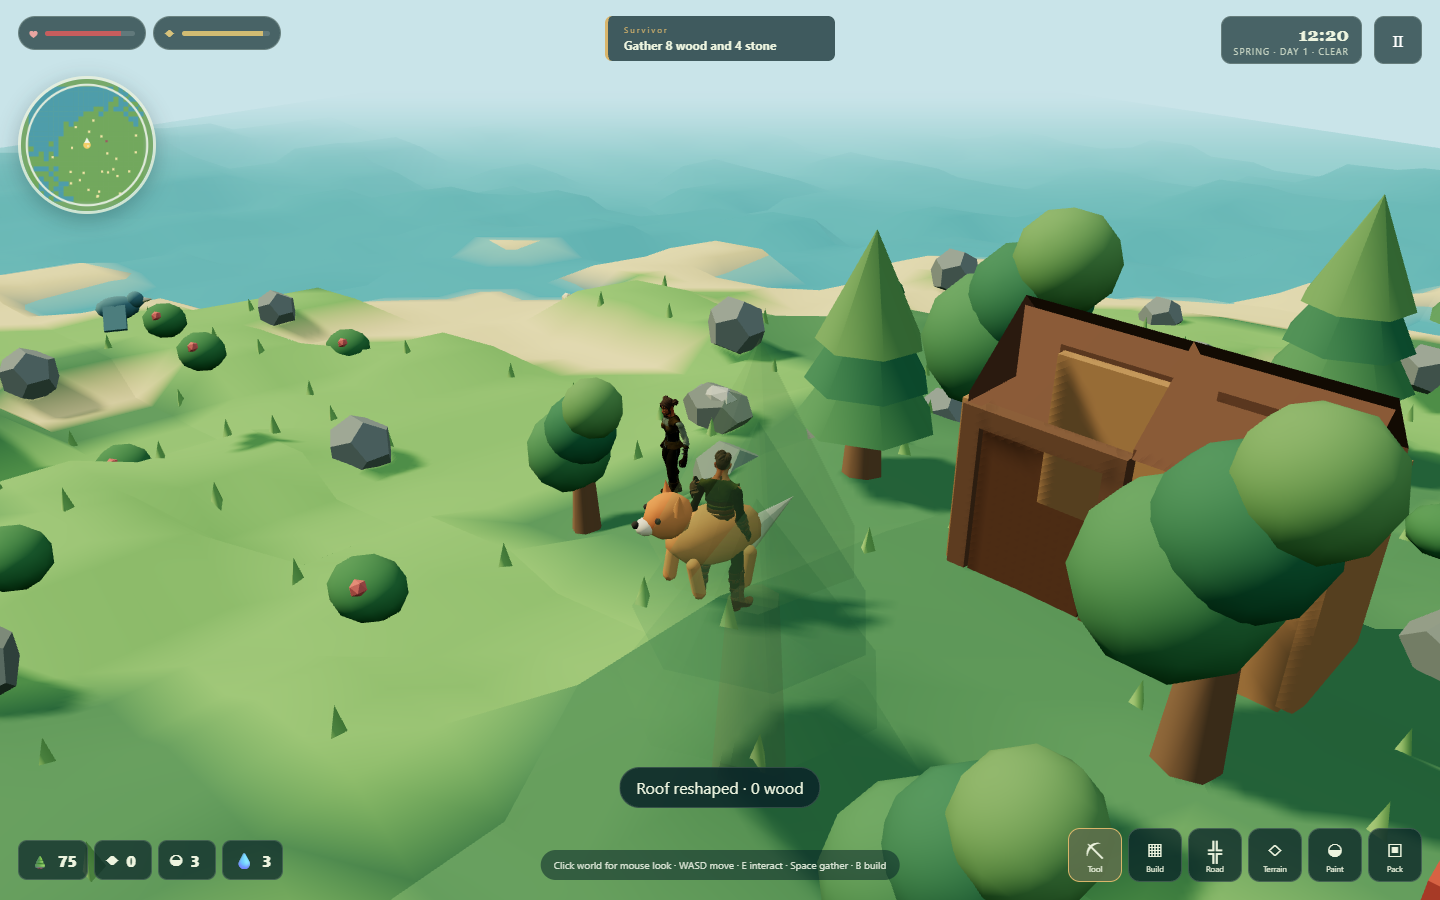 Survivor
Gather 8 wood and 4 stone
12:20
SPRING · DAY 1 · CLEAR
Roof reshaped · 0 wood
75
0
3
3
Click world for mouse look · WASD move · E interact · Space gather · B build
Tool
Build
Road
Terrain
Paint
Pack